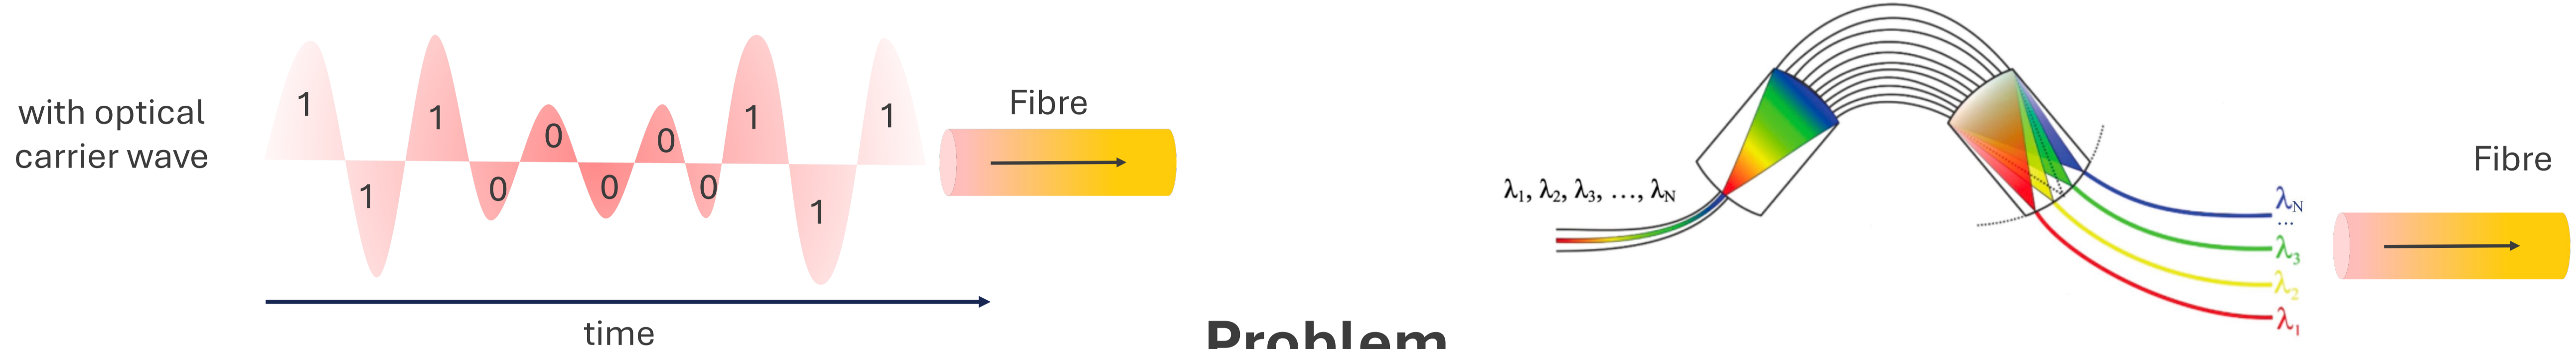 with optical
carrier wave
1
1
1
0
0
0
0
0
1
1
1
time
Fibre
Problem
λ1, λ2, λ3, ..., λN
λN
...
λ3
λ2
λ1
Fibre